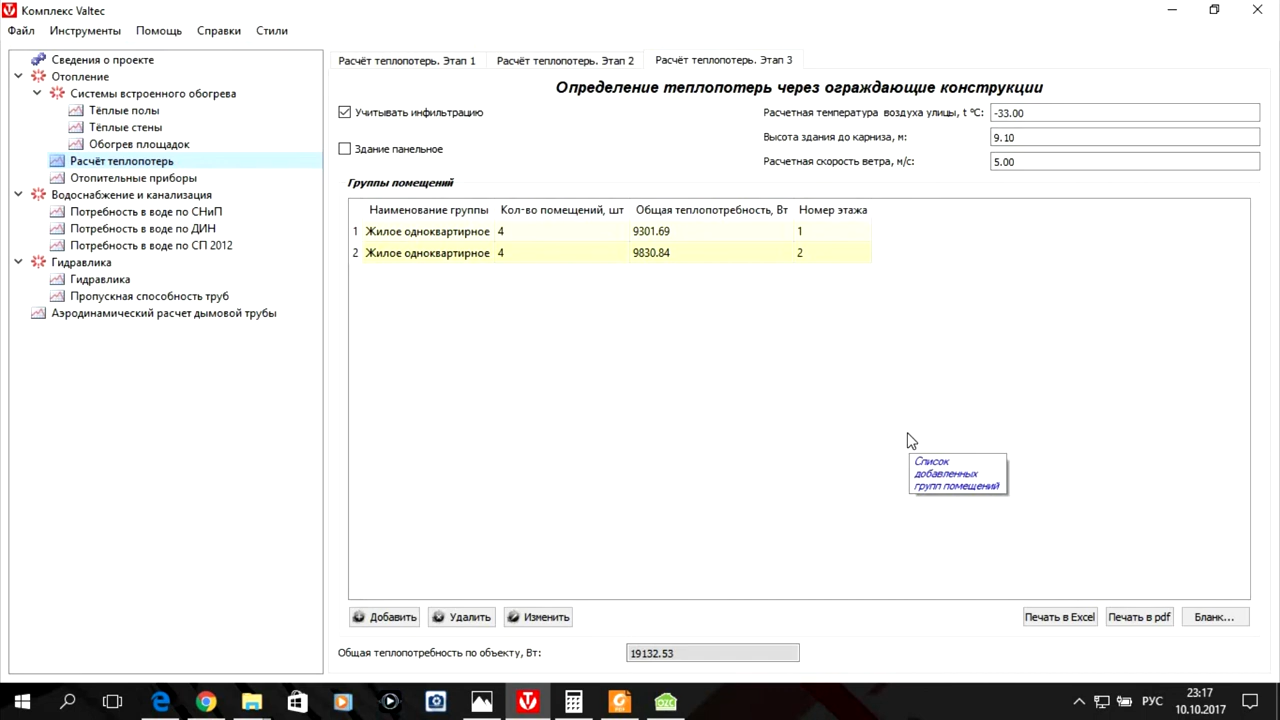 Комплекс Valtec
Файл Инструменты Помощь Справки Стили
Сведения о проекте
Отопление
Системы встроенного обогрева
Тёплые полы
Тёплые стены
Обогрев площадок
Расчёт теплопотерь
Отопительные приборы
Водоснабжение и канализация
Потребность в воде по СНиП
Потребность в воде по ДИН
Потребность в воде по СП 2012
Гидравлика
Гидравлика
Пропускная способность труб
Аэродинамический расчет дымовой трубы
Расчёт теплопотерь. Этап 1 Расчёт теплопотерь. Этап 2 Расчёт теплопотерь. Этап 3
Определение теплопотерь через ограждающие конструкции
Учитывать инфильтрацию
Расчетная температура воздуха улицы, t °C: -33.00
Высота здания до карниза, м: 9.10
Здание панельное
Расчетная скорость ветра, м/с: 5.00
Группы помещений
Наименование группы Кол-во помещений, шт Общая теплопотребность, Вт Номер этажа
1 Жилое одноквартирное 4 9301.69 1
2 Жилое одноквартирное 4 9830.84 2
Список
добавленных
групп помещений
Добавить Удалить Изменить Печать в Excel Печать в pdf Бланк...
Общая теплопотребность по объекту, Вт: 19132.53
РУС 23:17
10.10.2017